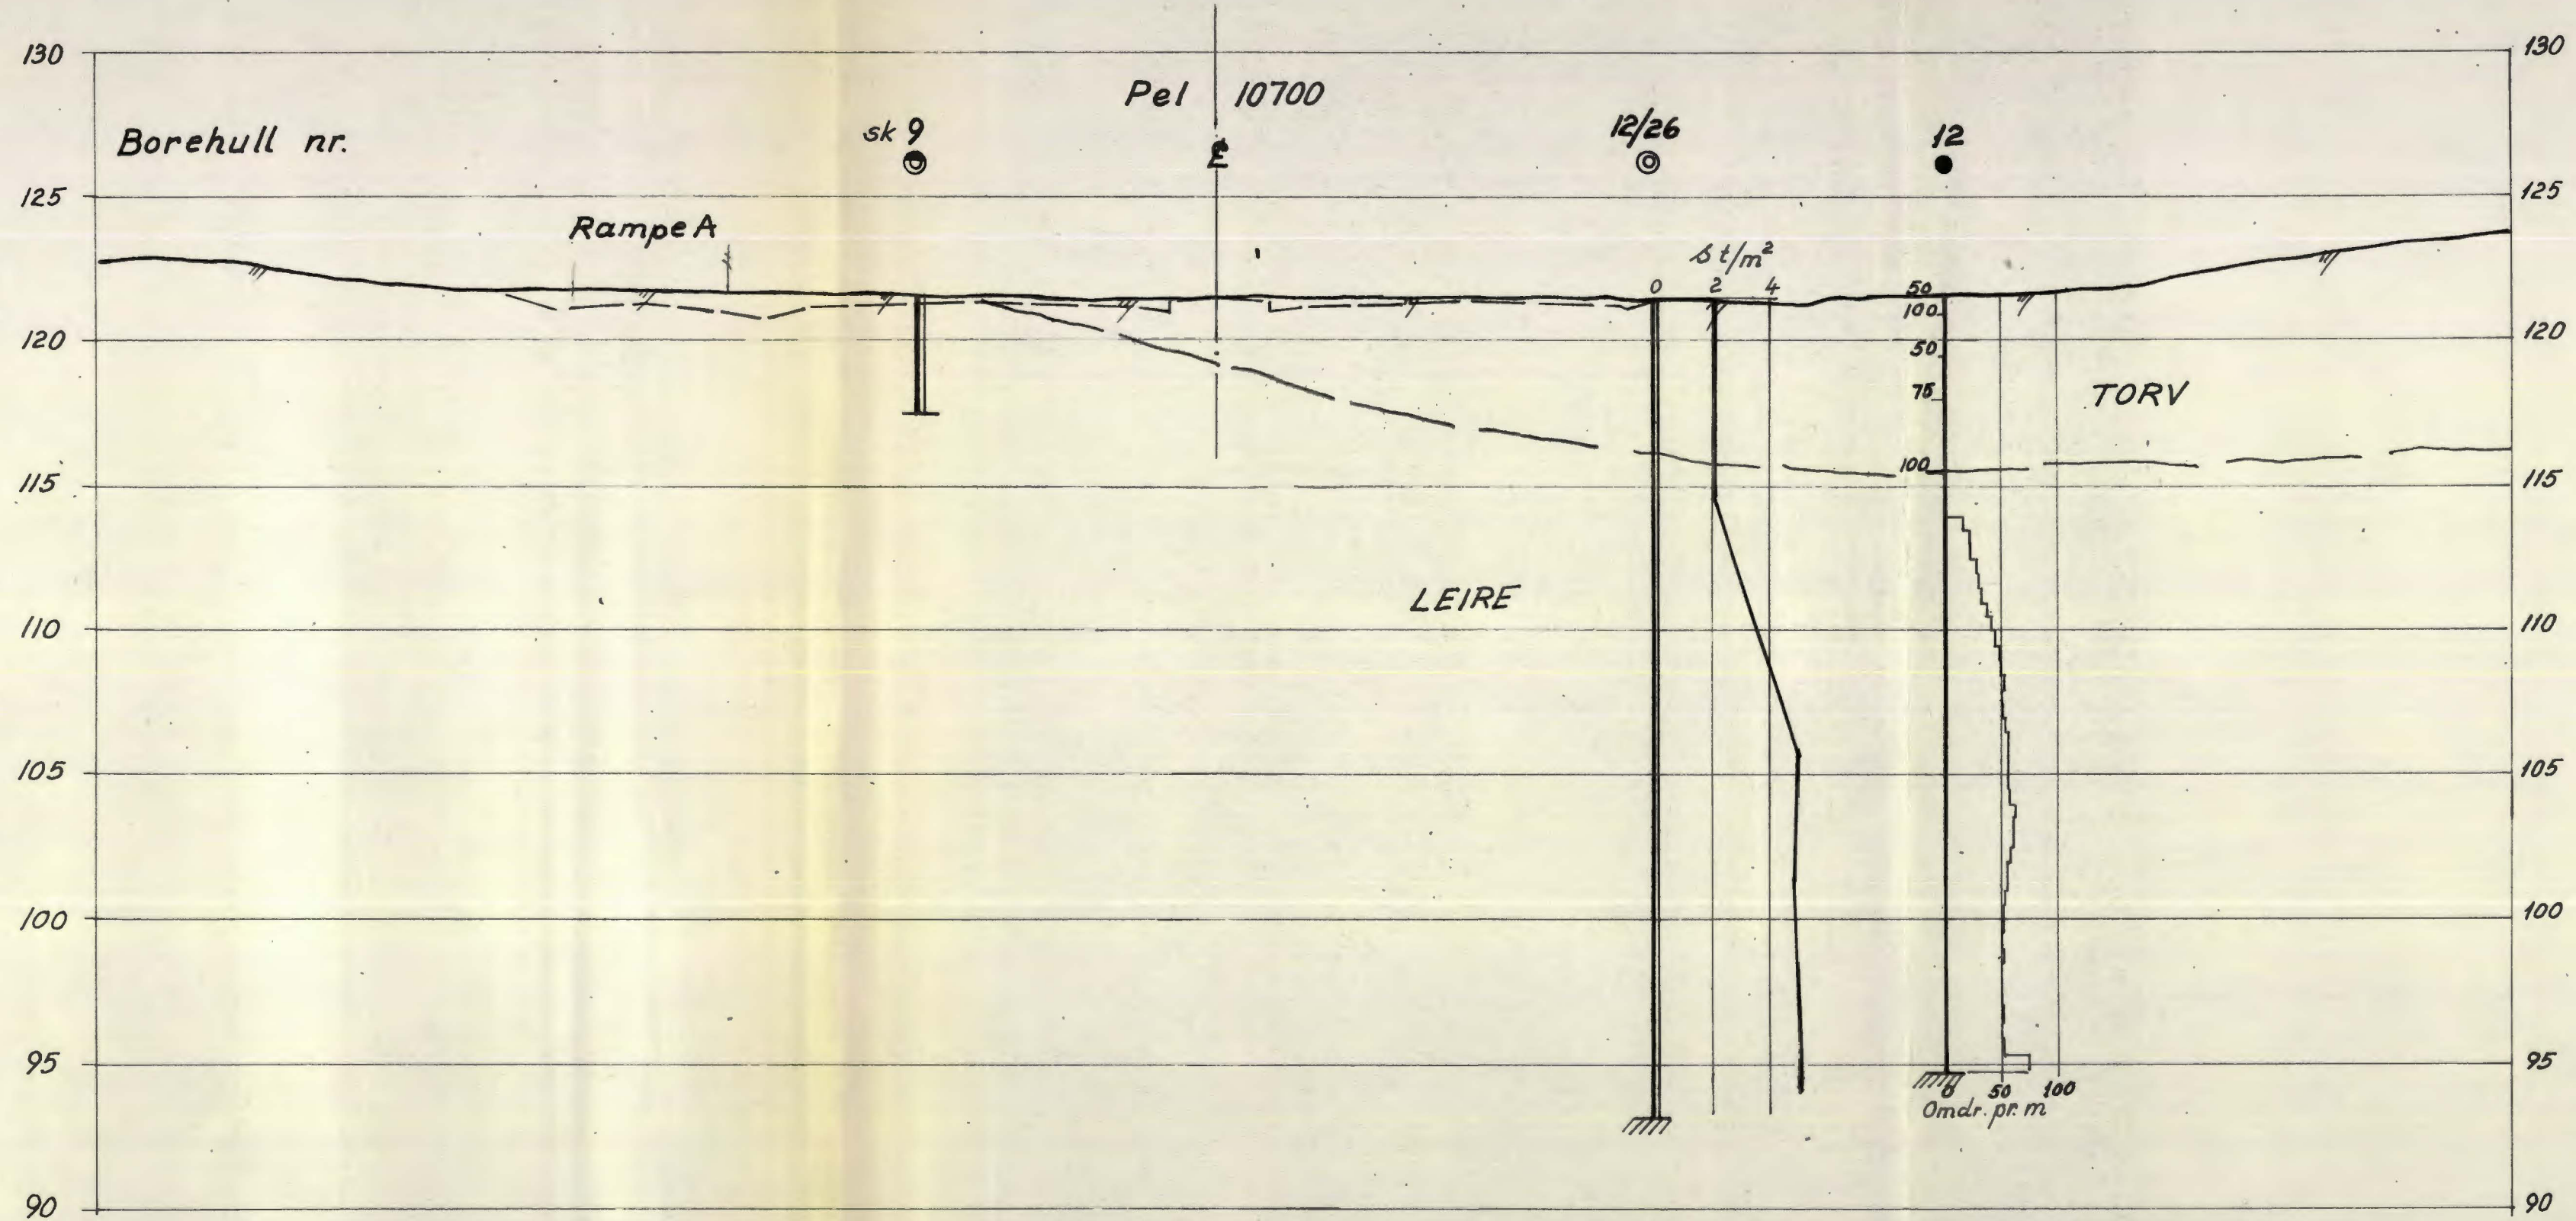 130 130
Pel 10700
Borehull nr. sk 9 12/26 12
125 125
Rampe A
s t/m²
0 2 4 50
100
120 120
50
75 TORV
100
115 115
LEIRE
110 110
105 105
100 100
95 95
0 50 100
Omdr. pr. m
90 90